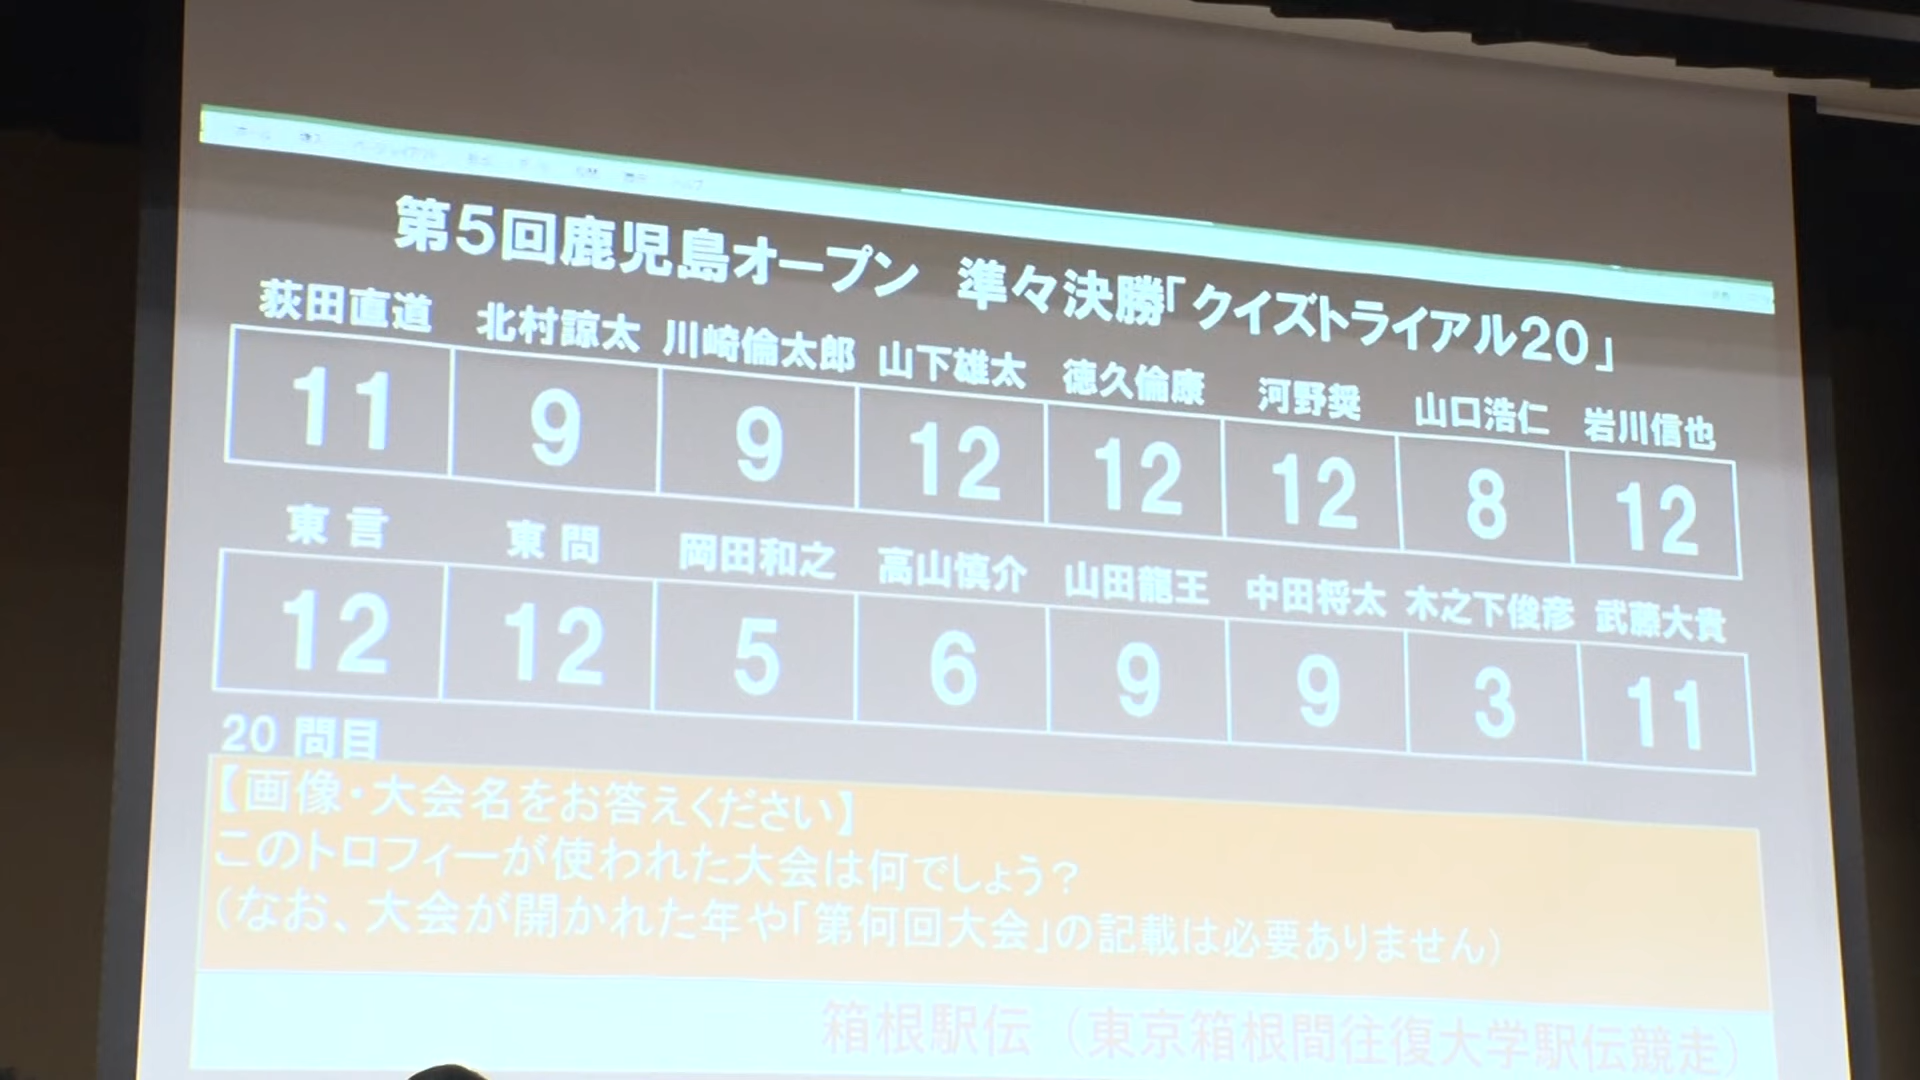 第5回鹿児島オープン 準々決勝「クイズトライアル20」
荻田直道 北村諒太 川崎倫太郎 山下雄太 徳久倫康 河野奨 山口浩仁 岩川信也
11 9 9 12 12 12 8 12
東言 東問 岡田和之 高山慎介 山田龍王 中田将太 木之下俊彦 武藤大貴
12 12 5 6 9 9 3 11
20 問目
【画像・大会名をお答えください】
このトロフィーが使われた大会は何でしょう?
(なお、大会が開かれた年や「第何回大会」の記載は必要ありません)
箱根駅伝(東京箱根間往復大学駅伝競走)